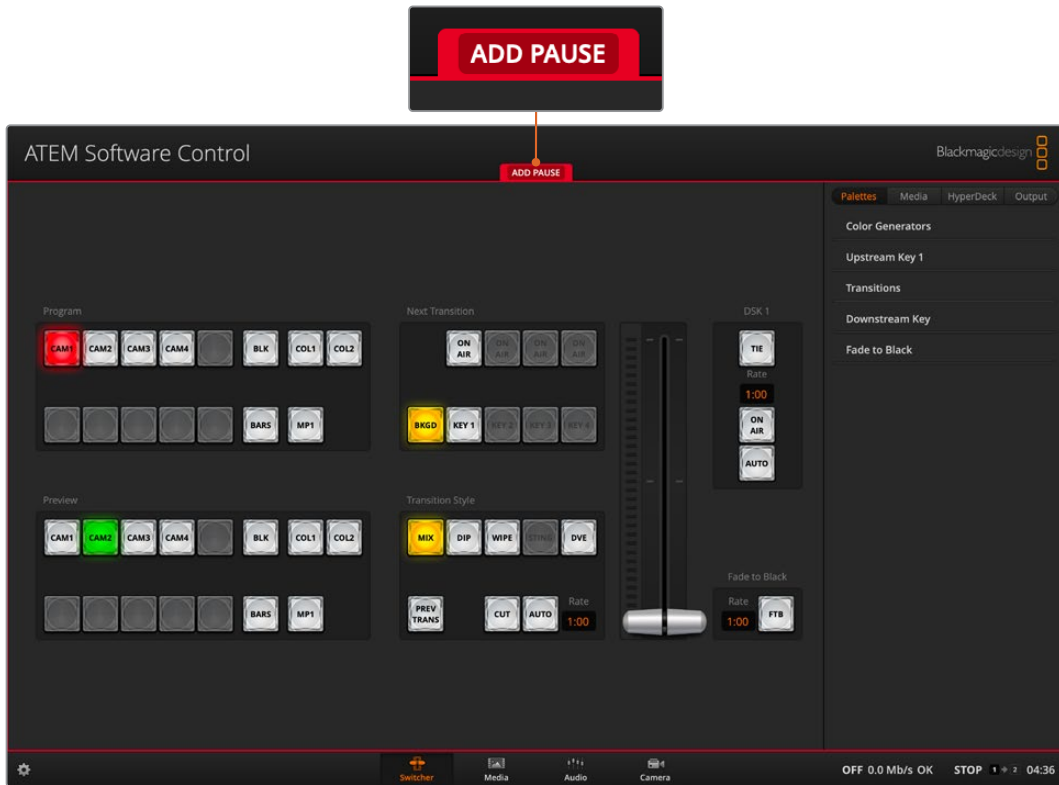 ADD PAUSE
ATEM Software Control
Blackmagicdesign
ADD PAUSE
Palettes Media HyperDeck Output
Color Generators
Upstream Key 1
Transitions
Downstream Key
Fade to Black
Program
CAM1 CAM2 CAM3 CAM4 BLK COL1 COL2
BARS MP1
Next Transition
ON AIR ON AIR ON AIR ON AIR
BKGD KEY 1 KEY 2 KEY 3 KEY 4
DSK 1
TIE
Rate
1:00
ON AIR
AUTO
Preview
CAM1 CAM2 CAM3 CAM4 BLK COL1 COL2
BARS MP1
Transition Style
MIX DIP WIPE STING DVE
PREV TRANS CUT AUTO
Rate
1:00
Fade to Black
Rate
1:00
FTB
Switcher Media Audio Camera
OFF 0.0 Mb/s OK STOP 1 2 04:36